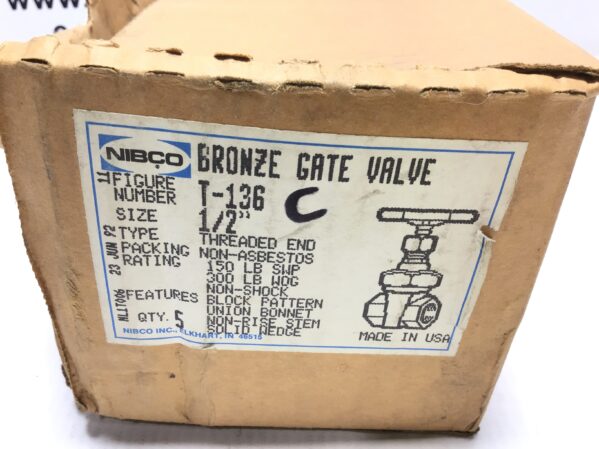 www.
NIBCO BRONZE GATE VALVE
FIGURE NUMBER T-136 C
SIZE 1/2"
TYPE THREADED END
PACKING NON-ASBESTOS
RATING 150 LB SWP
300 LB WOG
NON-SHOCK
FEATURES BLOCK PATTERN
UNION BONNET
NON-RISE STEM
SOLID WEDGE
QTY. 5
NIBCO INC., ELKHART, IN 46515
MADE IN USA
23 JUN 92